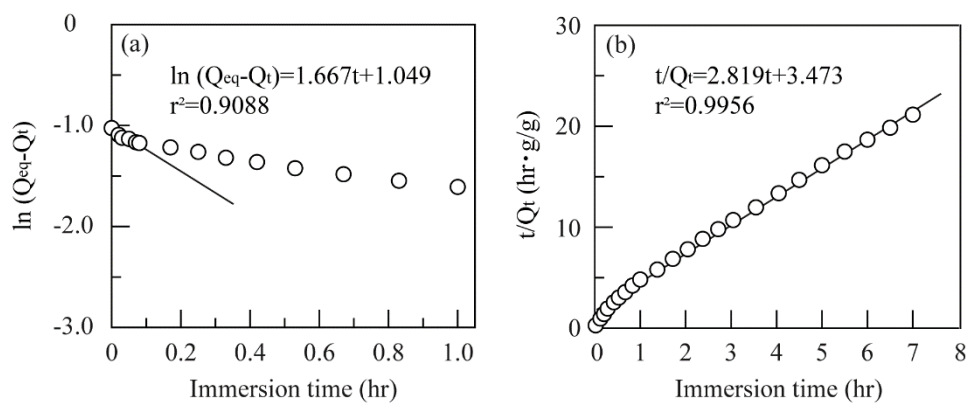 (a)
ln (Qeq-Qt)=1.667t+1.049
r²=0.9088
0
-1.0
-2.0
-3.0
ln (Qeq-Qt)
0 0.2 0.4 0.6 0.8 1.0
Immersion time (hr)
(b)
t/Qt=2.819t+3.473
r²=0.9956
30
20
10
0
t/Qt (hr·g/g)
0 1 2 3 4 5 6 7 8
Immersion time (hr)